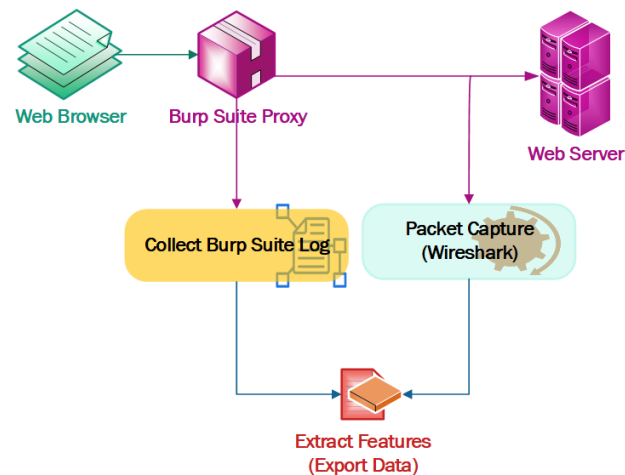 Web Browser
Burp Suite Proxy
Web Server
Collect Burp Suite Log
Packet Capture
(Wireshark)
Extract Features
(Export Data)